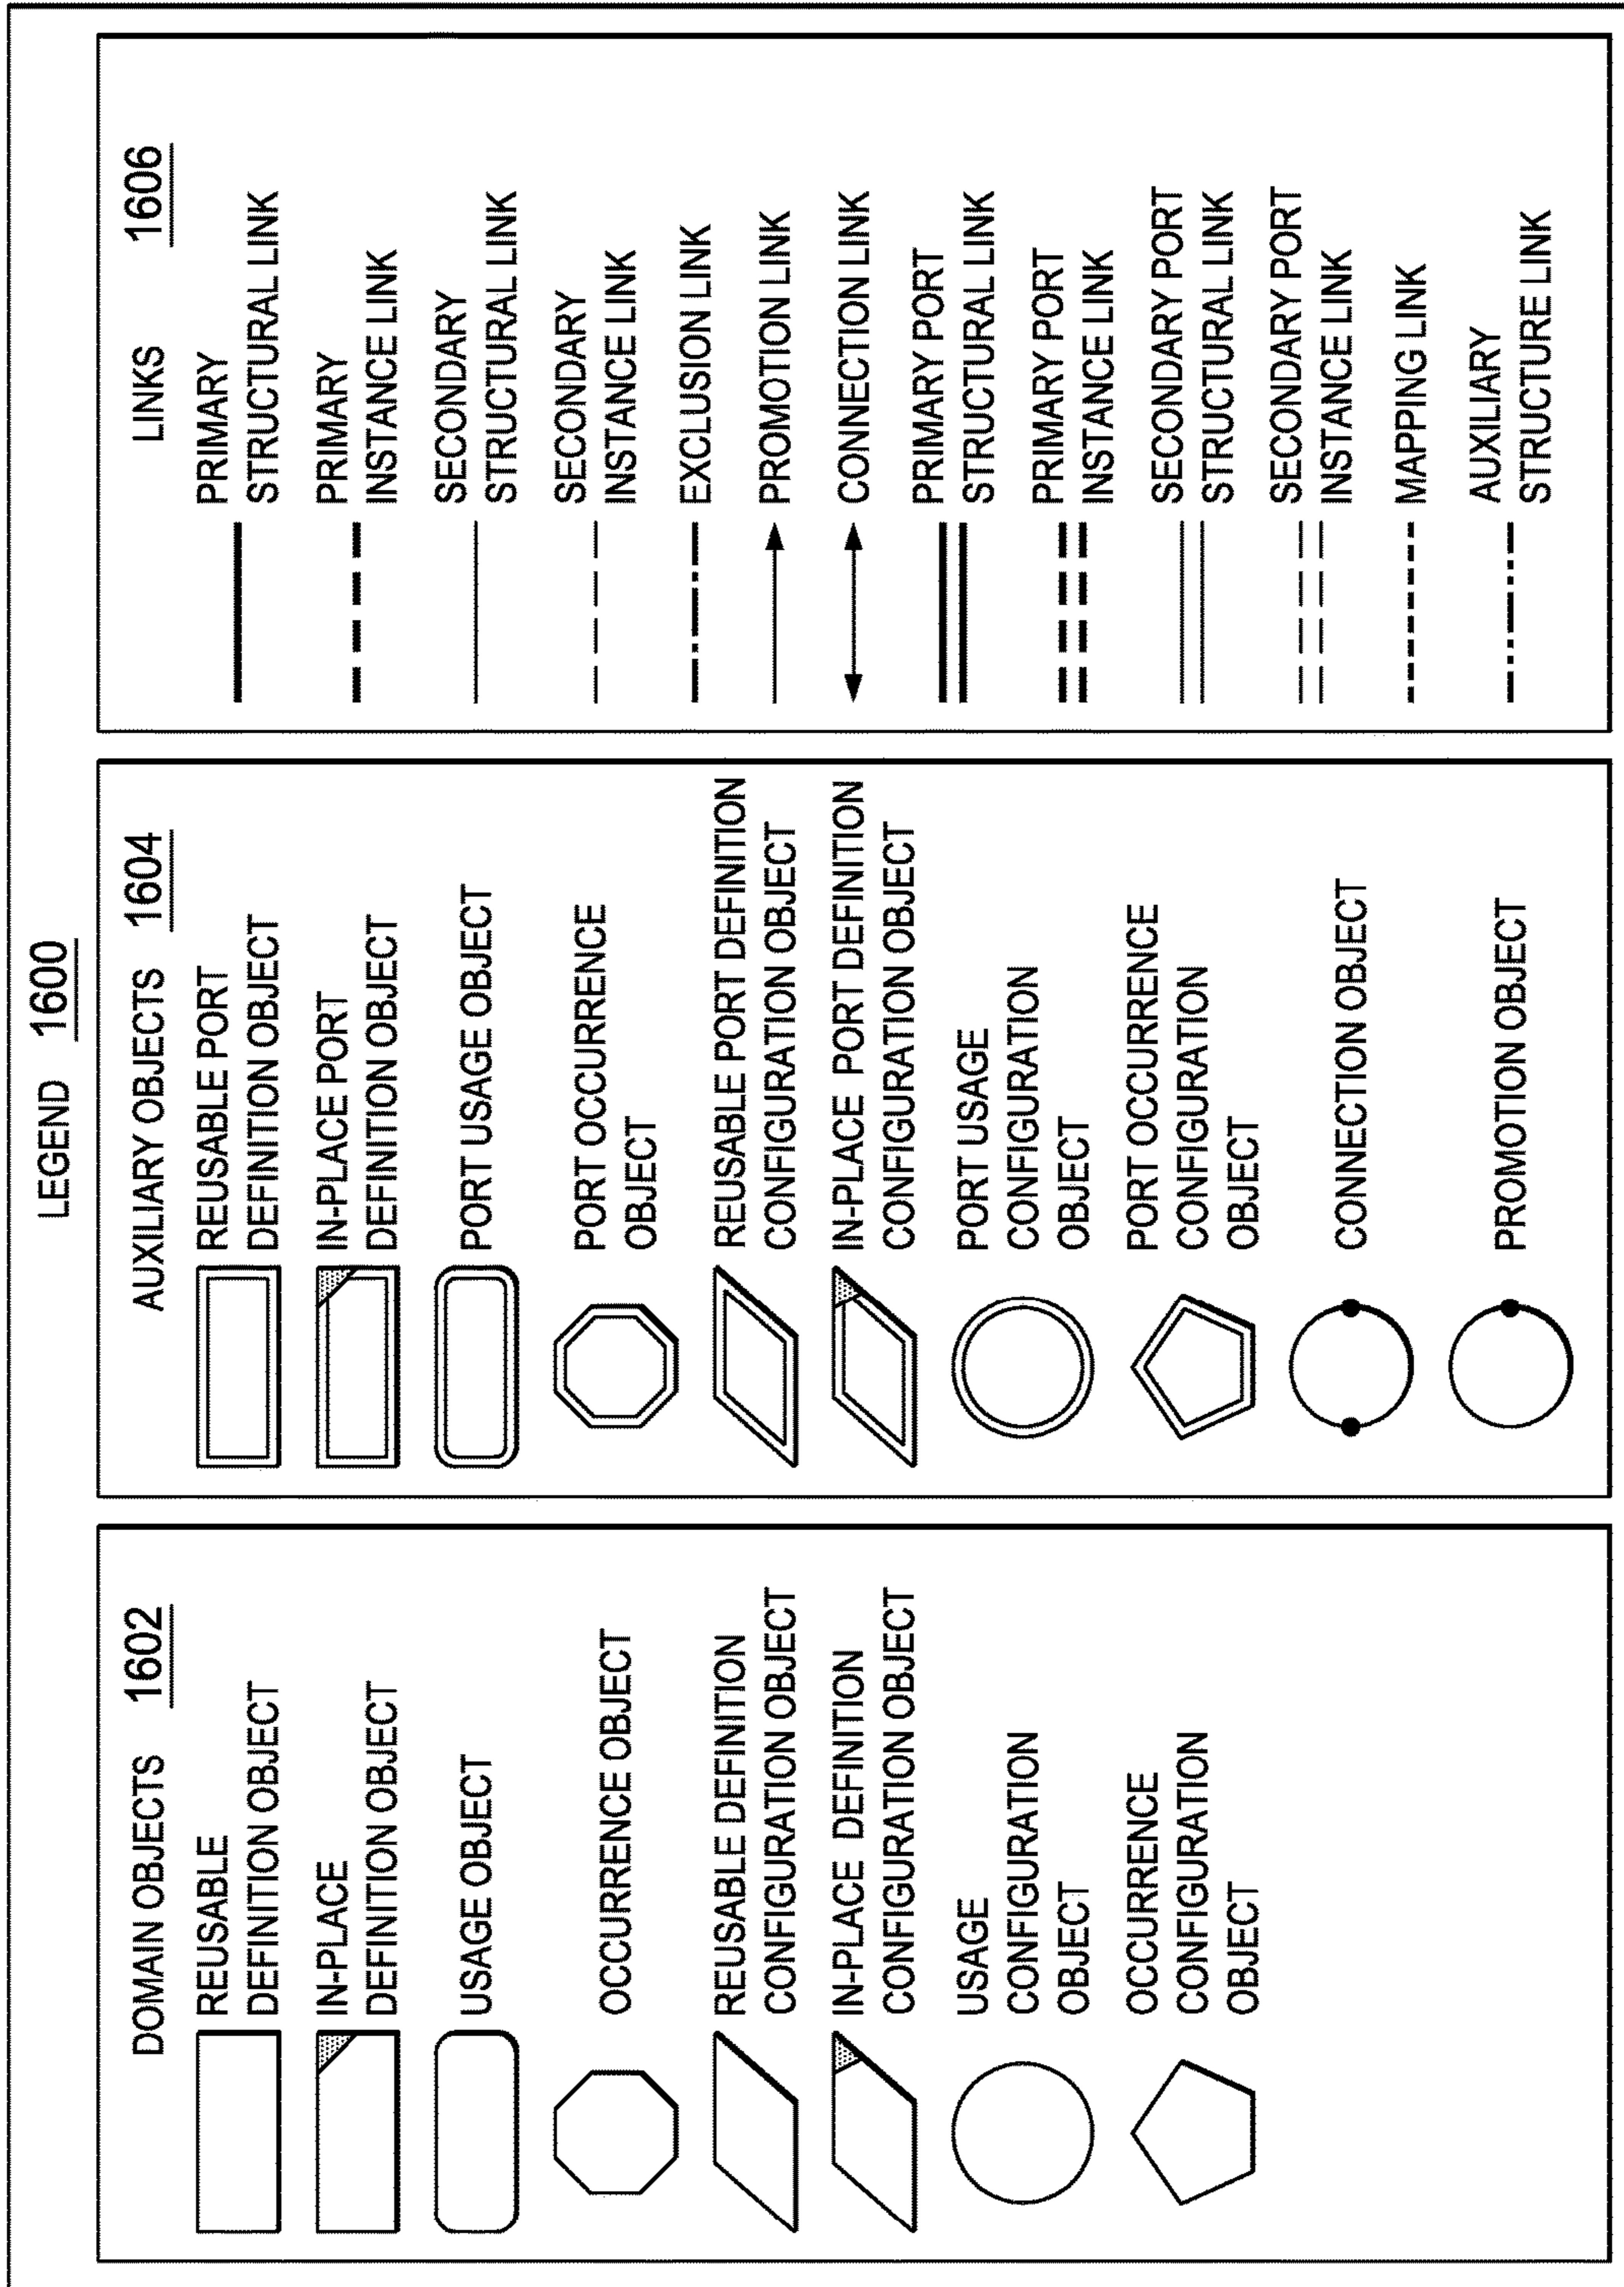 LEGEND 1600
DOMAIN OBJECTS 1602
REUSABLE
DEFINITION OBJECT
IN-PLACE
DEFINITION OBJECT
USAGE OBJECT
OCCURRENCE OBJECT
REUSABLE DEFINITION
CONFIGURATION OBJECT
IN-PLACE DEFINITION
CONFIGURATION OBJECT
USAGE
CONFIGURATION
OBJECT
OCCURRENCE
CONFIGURATION
OBJECT
AUXILIARY OBJECTS 1604
REUSABLE PORT
DEFINITION OBJECT
IN-PLACE PORT
DEFINITION OBJECT
PORT USAGE OBJECT
PORT OCCURRENCE
OBJECT
REUSABLE PORT DEFINITION
CONFIGURATION OBJECT
IN-PLACE PORT DEFINITION
CONFIGURATION OBJECT
PORT USAGE
CONFIGURATION
OBJECT
PORT OCCURRENCE
CONFIGURATION
OBJECT
CONNECTION OBJECT
PROMOTION OBJECT
LINKS 1606
PRIMARY
STRUCTURAL LINK
PRIMARY
INSTANCE LINK
SECONDARY
STRUCTURAL LINK
SECONDARY
INSTANCE LINK
EXCLUSION LINK
PROMOTION LINK
CONNECTION LINK
PRIMARY PORT
STRUCTURAL LINK
PRIMARY PORT
INSTANCE LINK
SECONDARY PORT
STRUCTURAL LINK
SECONDARY PORT
INSTANCE LINK
MAPPING LINK
AUXILIARY
STRUCTURE LINK